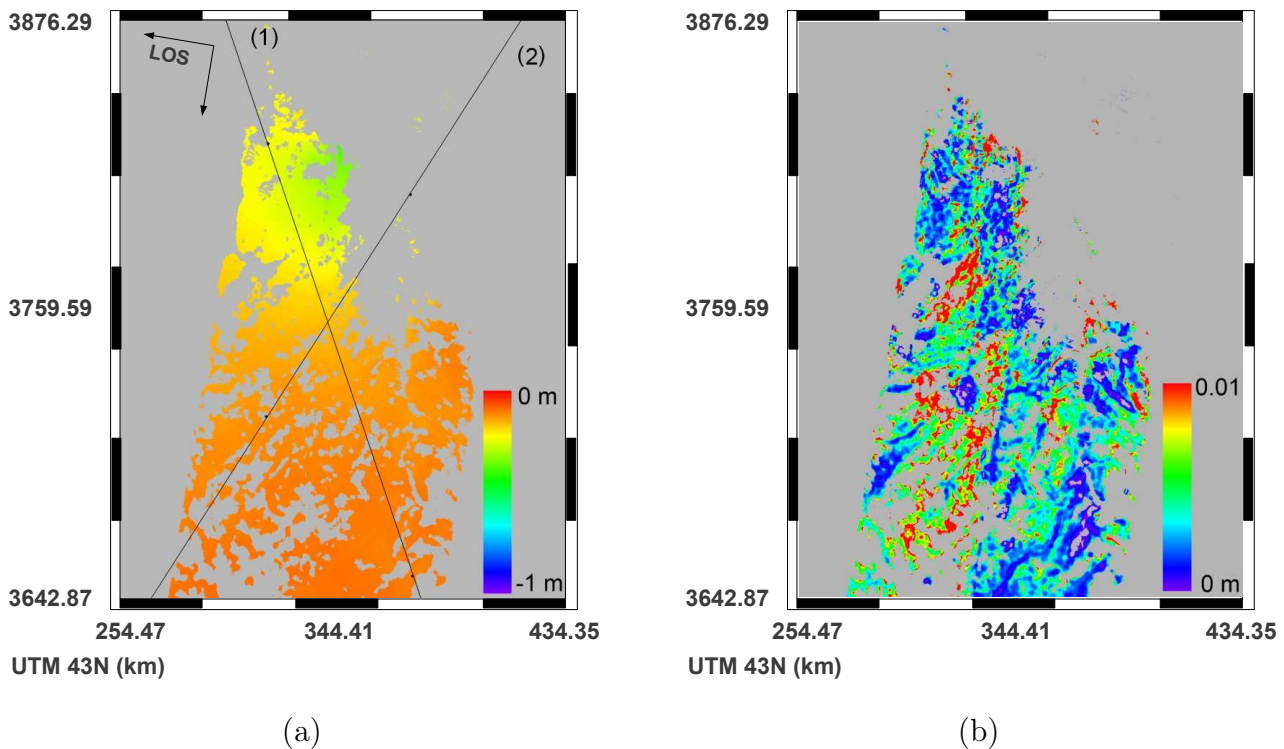 3876.29
3759.59
3642.87
LOS
(1)
(2)
0 m
-1 m
254.47
344.41
434.35
UTM 43N (km)
(a)
3876.29
3759.59
3642.87
0.01
0 m
254.47
344.41
434.35
UTM 43N (km)
(b)